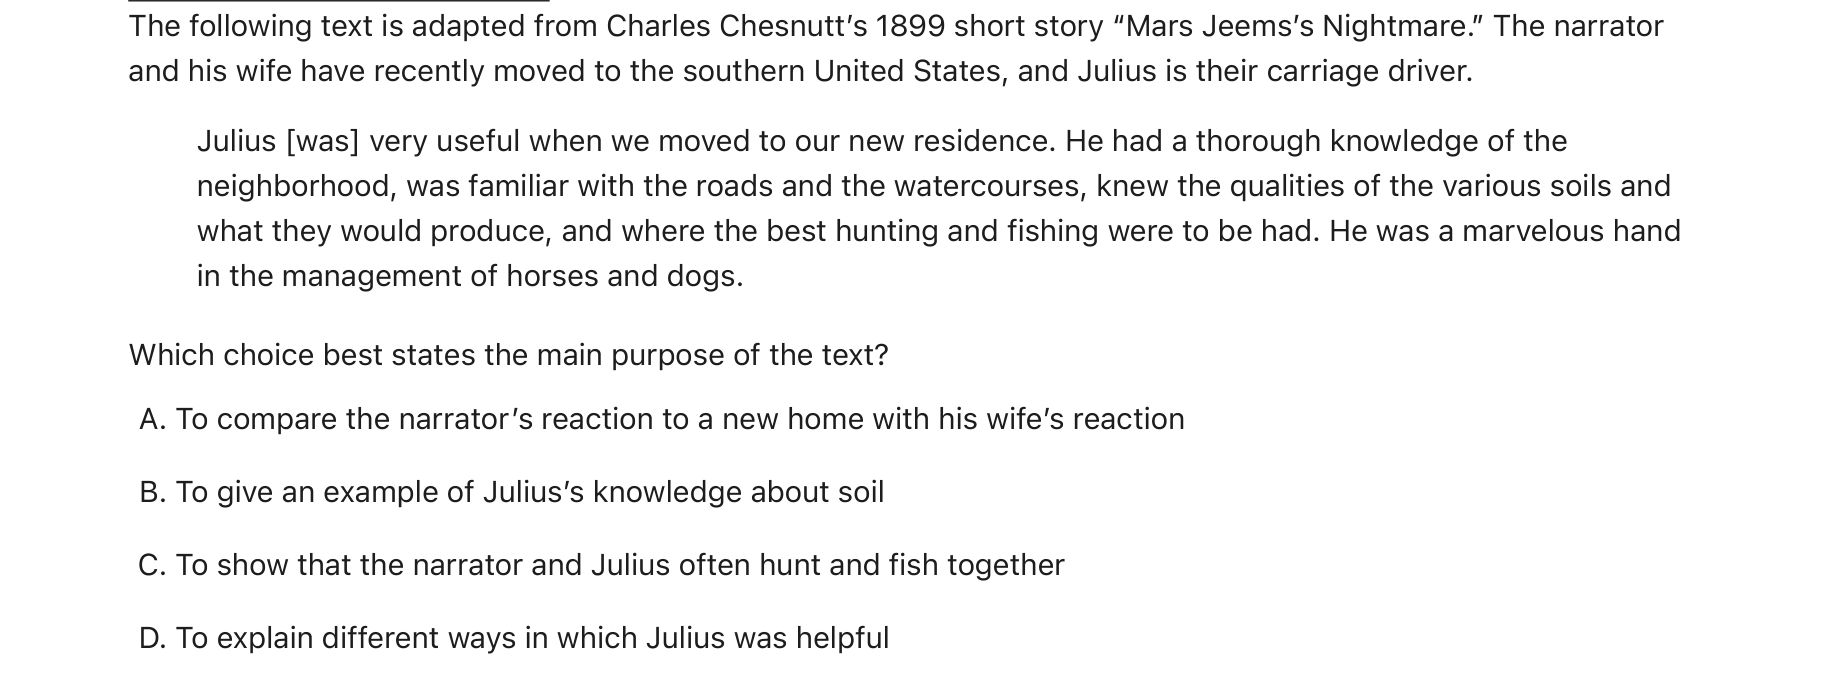 The following text is adapted from Charles Chesnutt’s 1899 short story “Mars Jeems’s Nightmare.” The narrator
and his wife have recently moved to the southern United States, and Julius is their carriage driver.
Julius [was] very useful when we moved to our new residence. He had a thorough knowledge of the
neighborhood, was familiar with the roads and the watercourses, knew the qualities of the various soils and
what they would produce, and where the best hunting and fishing were to be had. He was a marvelous hand
in the management of horses and dogs.
Which choice best states the main purpose of the text?
A. To compare the narrator’s reaction to a new home with his wife’s reaction
B. To give an example of Julius’s knowledge about soil
C. To show that the narrator and Julius often hunt and fish together
D. To explain different ways in which Julius was helpful